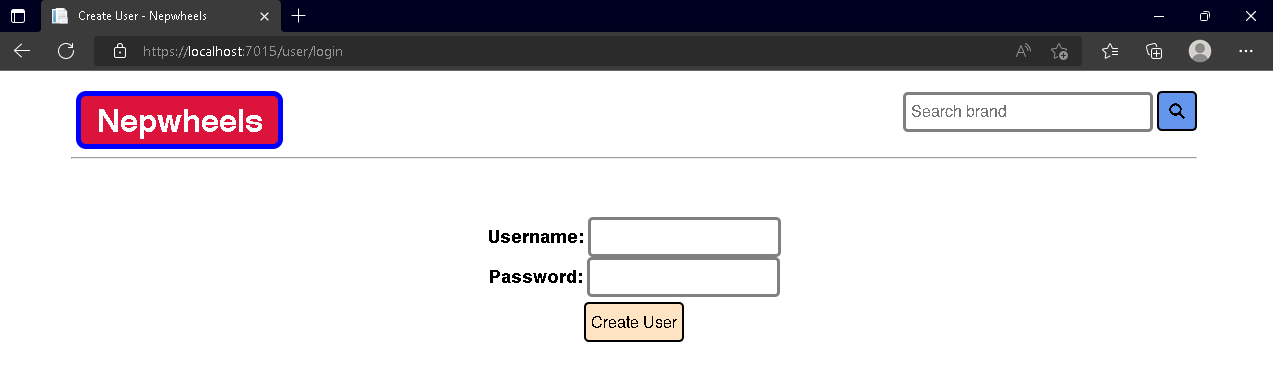 Create User - Nepwheels
https://localhost:7015/user/login
Nepwheels
Search brand
Username:
Password:
Create User